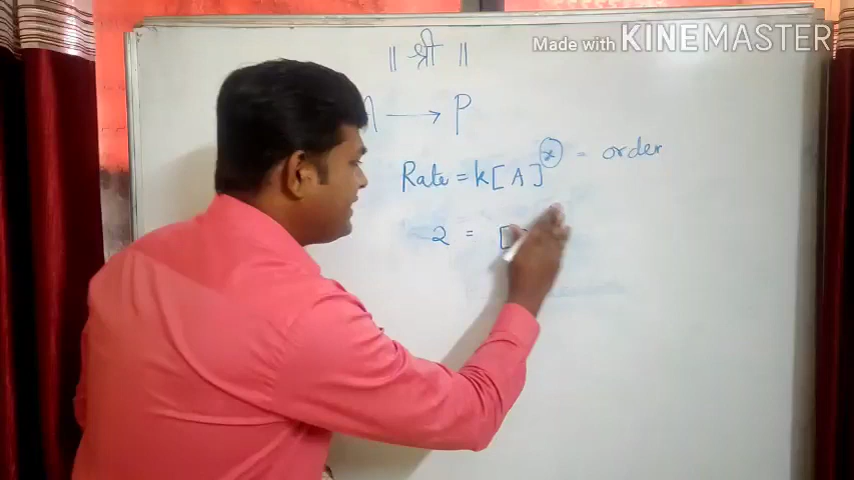 Made with KINEMASTER
॥ श्री ॥
→ P
Rate = k[A]ˣ = order
2 = [